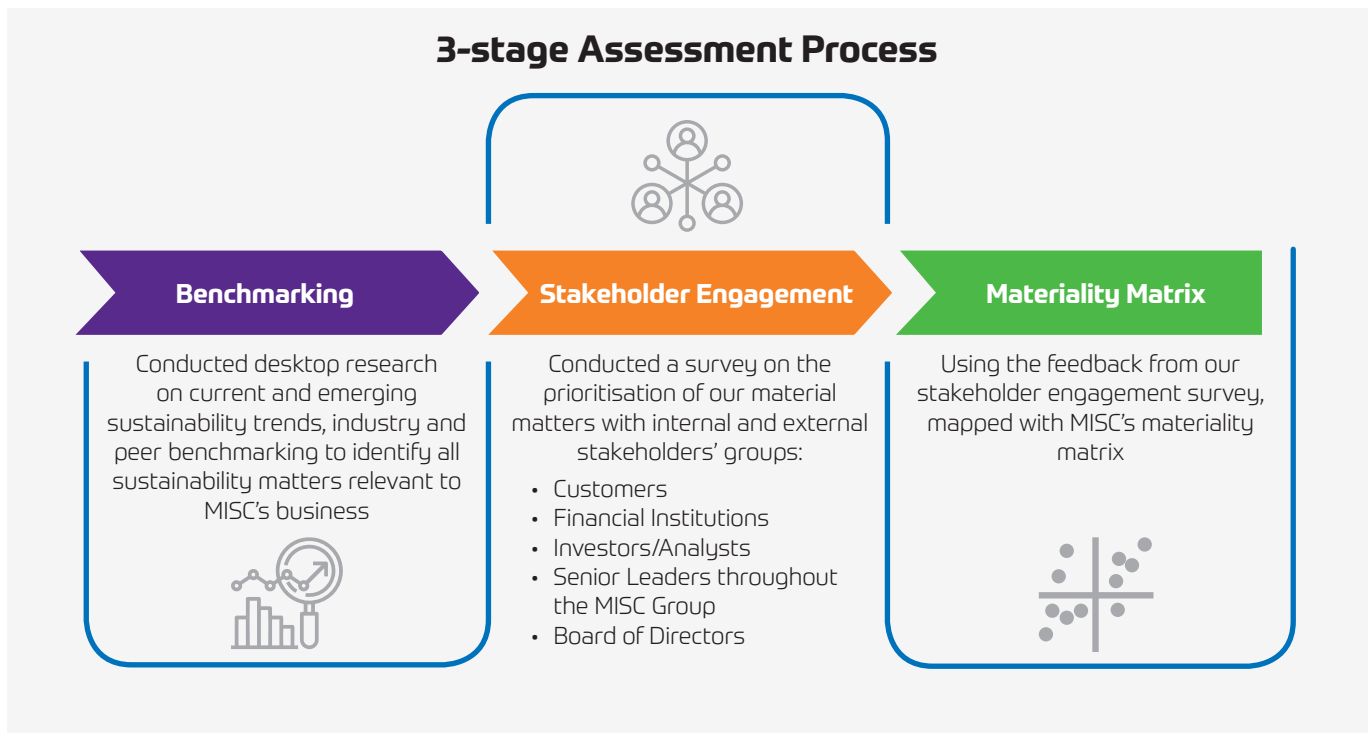 3-stage Assessment Process
Benchmarking
Conducted desktop research
on current and emerging
sustainability trends, industry and
peer benchmarking to identify all
sustainability matters relevant to
MISC's business
Stakeholder Engagement
Conducted a survey on the
prioritisation of our material
matters with internal and external
stakeholders' groups:
• Customers
• Financial Institutions
• Investors/Analysts
• Senior Leaders throughout
the MISC Group
• Board of Directors
Materiality Matrix
Using the feedback from our
stakeholder engagement survey,
mapped with MISC's materiality
matrix